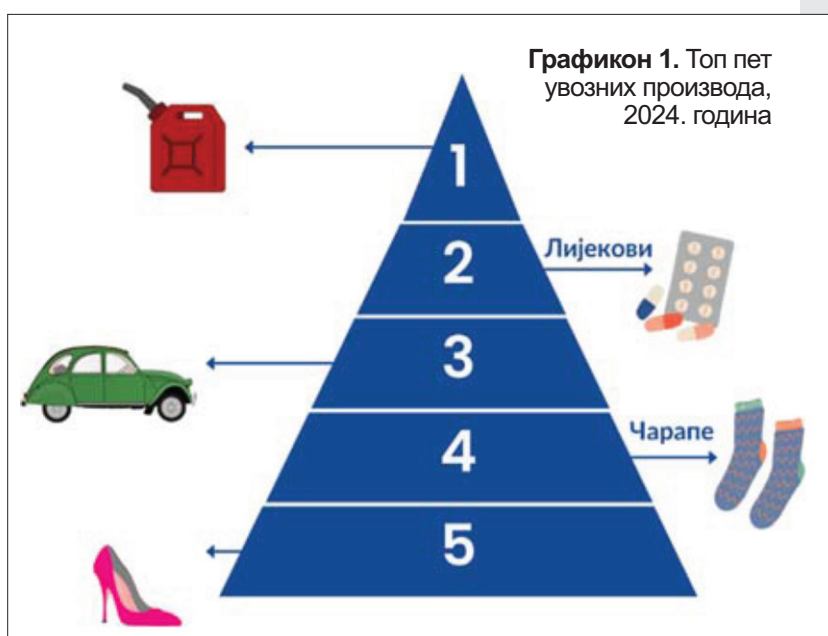 Графикон 1. Топ пет
увозних производа,
2024. година
1
2
Лијекови
3
4
Чарапе
5